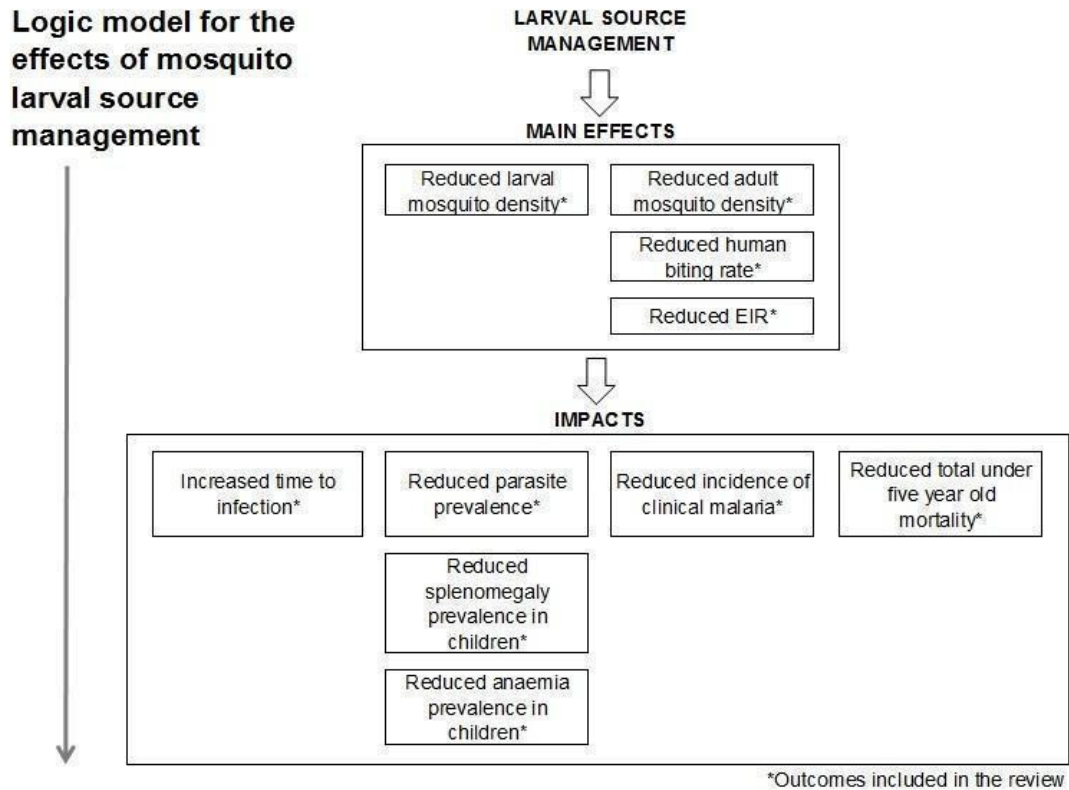 Logic model for the
effects of mosquito
larval source
management
LARVAL SOURCE
MANAGEMENT
MAIN EFFECTS
Reduced larval
mosquito density*
Reduced adult
mosquito density*
Reduced human
biting rate*
Reduced EIR*
IMPACTS
Increased time to
infection*
Reduced parasite
prevalence*
Reduced incidence of
clinical malaria*
Reduced total under
five year old
mortality*
Reduced
splenomegaly
prevalence in
children*
Reduced anaemia
prevalence in
children*
*Outcomes included in the review